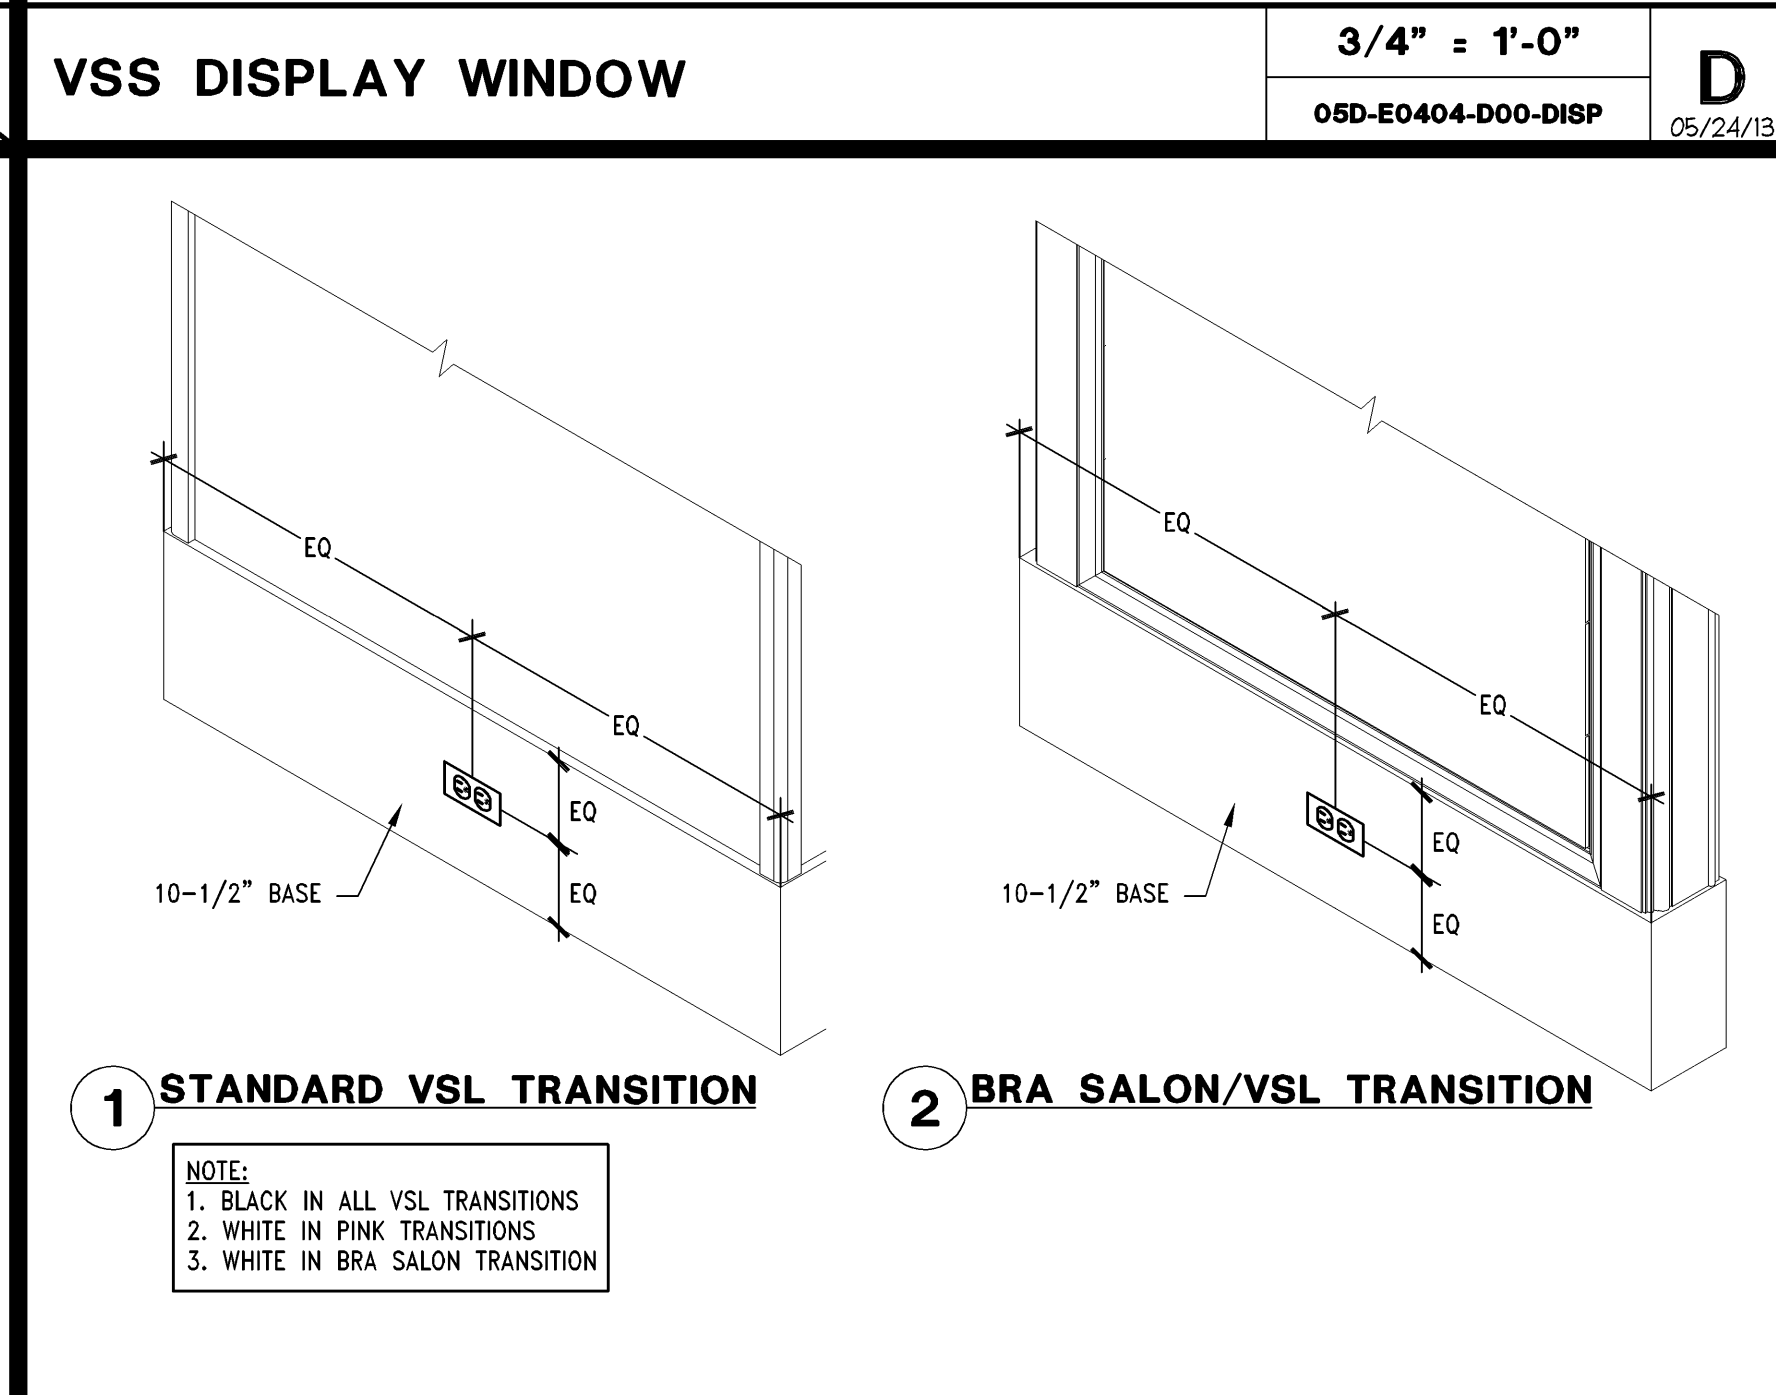 VSS DISPLAY WINDOW
3/4” = 1’-0”
05D-E0404-D00-DISP
D
05/24/13
EQ
EQ
EQ
EQ
10-1/2” BASE
EQ
EQ
EQ
EQ
10-1/2” BASE
1 STANDARD VSL TRANSITION
2 BRA SALON/VSL TRANSITION
NOTE:
1. BLACK IN ALL VSL TRANSITIONS
2. WHITE IN PINK TRANSITIONS
3. WHITE IN BRA SALON TRANSITION